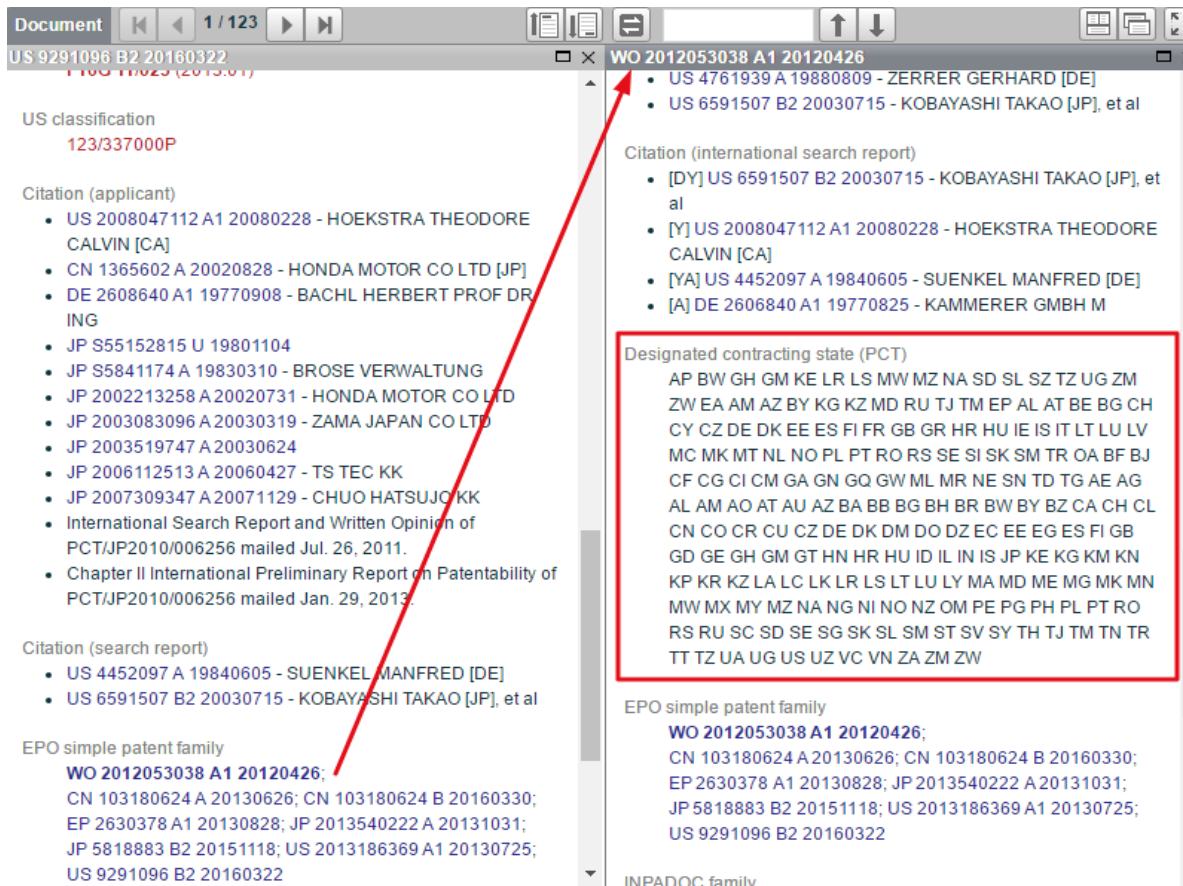 Document
1 / 123
US 9291096 B2 20160322
F16G 11/025 (2013.01)
US classification
123/337000P
Citation (applicant)
• US 2008047112 A1 20080228 - HOEKSTRA THEODORE
CALVIN [CA]
• CN 1365602 A 20020828 - HONDA MOTOR CO LTD [JP]
• DE 2608640 A1 19770908 - BACHL HERBERT PROF DR
ING
• JP S55152815 U 19801104
• JP S5841174 A 19830310 - BROSE VERWALTUNG
• JP 2002213258 A 20020731 - HONDA MOTOR CO LTD
• JP 2003083096 A 20030319 - ZAMA JAPAN CO LTD
• JP 2003519747 A 20030624
• JP 2006112513 A 20060427 - TS TEC KK
• JP 2007309347 A 20071129 - CHUO HATSUJO KK
• International Search Report and Written Opinion of
PCT/JP2010/006256 mailed Jul. 26, 2011.
• Chapter II International Preliminary Report on Patentability of
PCT/JP2010/006256 mailed Jan. 29, 2013.
Citation (search report)
• US 4452097 A 19840605 - SUENKEL MANFRED [DE]
• US 6591507 B2 20030715 - KOBAYASHI TAKAO [JP], et al
EPO simple patent family
WO 2012053038 A1 20120426;
CN 103180624 A 20130626; CN 103180624 B 20160330;
EP 2630378 A1 20130828; JP 2013540222 A 20131031;
JP 5818883 B2 20151118; US 2013186369 A1 20130725;
US 9291096 B2 20160322
WO 2012053038 A1 20120426
• US 4761939 A 19880809 - ZERRER GERHARD [DE]
• US 6591507 B2 20030715 - KOBAYASHI TAKAO [JP], et al
Citation (international search report)
• [DY] US 6591507 B2 20030715 - KOBAYASHI TAKAO [JP], et
al
• [Y] US 2008047112 A1 20080228 - HOEKSTRA THEODORE
CALVIN [CA]
• [YA] US 4452097 A 19840605 - SUENKEL MANFRED [DE]
• [A] DE 2606840 A1 19770825 - KAMMERER GMBH M
Designated contracting state (PCT)
AP BW GH GM KE LR LS MW MZ NA SD SL SZ TZ UG ZM
ZW EA AM AZ BY KG KZ MD RU TJ TM EP AL AT BE BG CH
CY CZ DE DK EE ES FI FR GB GR HR HU IE IS IT LT LU LV
MC MK MT NL NO PL PT RO RS SE SI SK SM TR OA BF BJ
CF CG CI CM GA GN GQ GW ML MR NE SN TD TG AE AG
AL AM AO AT AU AZ BA BB BG BH BR BW BY BZ CA CH CL
CN CO CR CU CZ DE DK DM DO DZ EC EE EG ES FI GB
GD GE GH GM GT HN HR HU ID IL IN IS JP KE KG KM KN
KP KR KZ LA LC LK LR LS LT LU LY MA MD ME MG MK MN
MW MX MY MZ NA NG NI NO NZ OM PE PG PH PL PT RO
RS RU SC SD SE SG SK SL SM ST SV SY TH TJ TM TN TR
TT TZ UA UG US UZ VC VN ZA ZM ZW
EPO simple patent family
WO 2012053038 A1 20120426;
CN 103180624 A 20130626; CN 103180624 B 20160330;
EP 2630378 A1 20130828; JP 2013540222 A 20131031;
JP 5818883 B2 20151118; US 2013186369 A1 20130725;
US 9291096 B2 20160322
INPADOC family